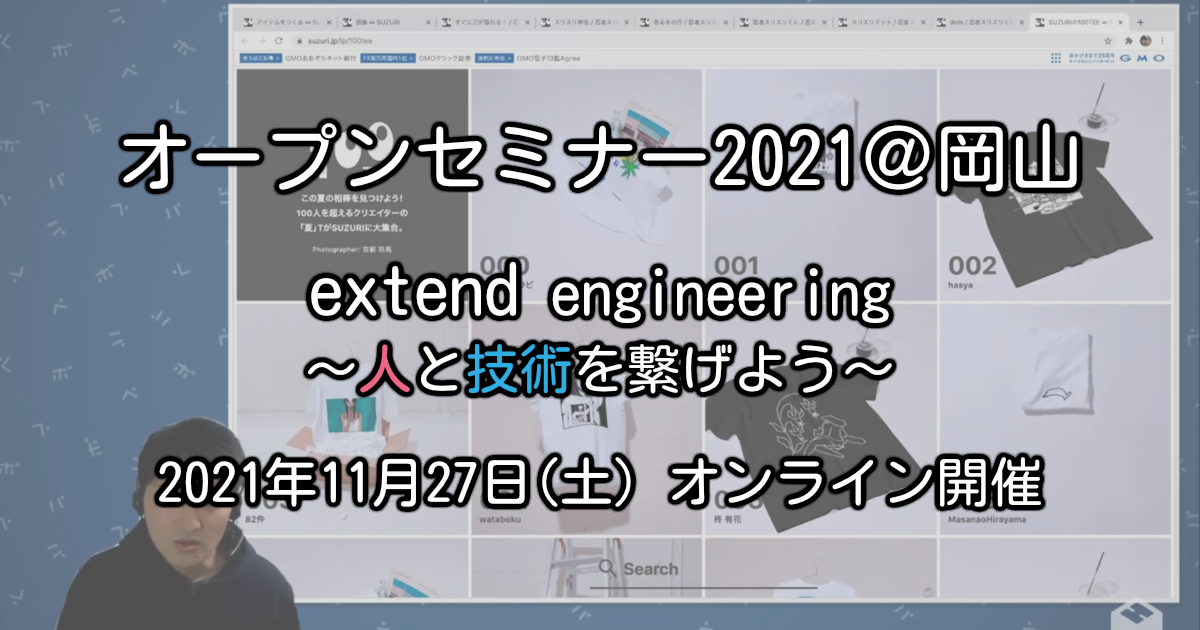 suzuri.jp/lp/100tee
GMOあおぞらネット銀行
GMOクリック証券
GMO電子印鑑Agree
GMO
オープンセミナー2021@岡山
この夏の相棒を見つけよう!
100人を超えるクリエイターの
「夏」TがSUZURIに大集合。
000
001
002
hasya
extend engineering
～人と技術を繋げよう～
2021年11月27日(土) オンライン開催
82件
wataboku
柊 有花
MasanaoHirayama
Search